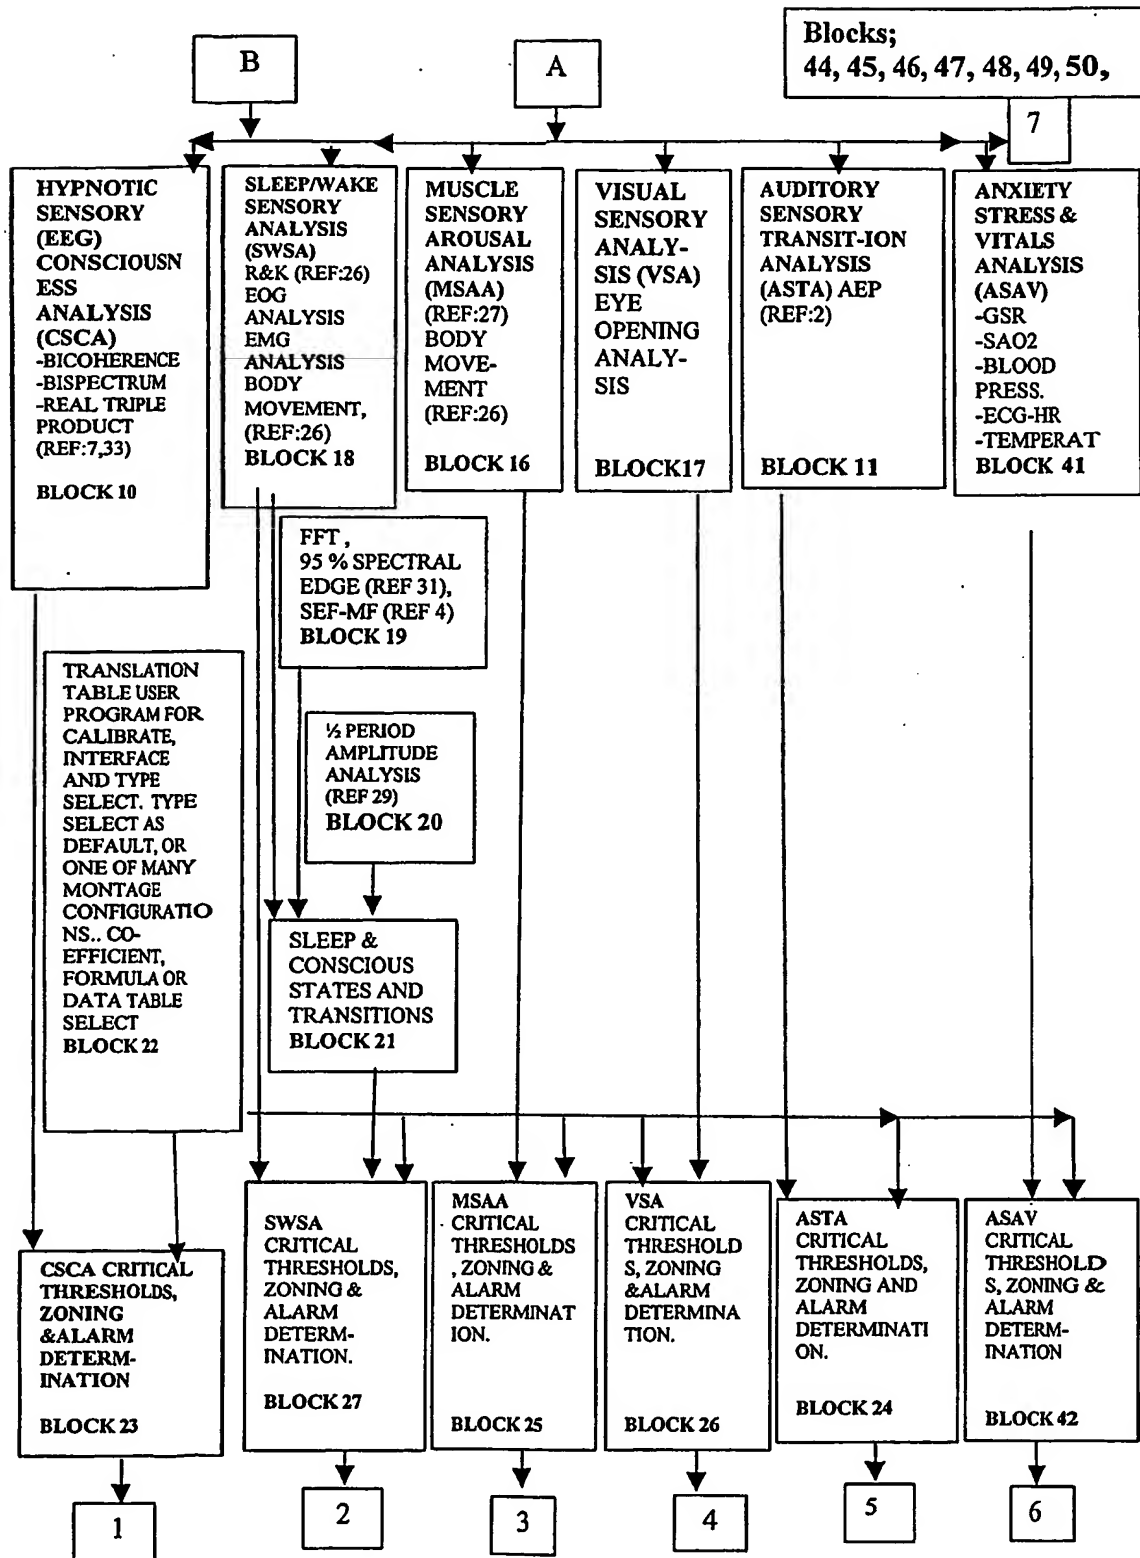 B
A
Blocks;
44, 45, 46, 47, 48, 49, 50,
7
HYPNOTIC
SENSORY
(EEG)
CONSCIOUSN
ESS
ANALYSIS
(CSCA)
-BICOHERENCE
-BISPECTRUM
-REAL TRIPLE
PRODUCT
(REF:7,33)
BLOCK 10
SLEEP/WAKE
SENSORY
ANALYSIS
(SWSA)
R&K (REF:26)
EOG
ANALYSIS
EMG
ANALYSIS
BODY
MOVEMENT,
(REF:26)
BLOCK 18
MUSCLE
SENSORY
AROUSAL
ANALYSIS
(MSAA)
(REF:27)
BODY
MOVE-
MENT
(REF:26)
BLOCK 16
VISUAL
SENSORY
ANALY-
SIS (VSA)
EYE
OPENING
ANALY-
SIS
BLOCK17
AUDITORY
SENSORY
TRANSIT-ION
ANALYSIS
(ASTA) AEP
(REF:2)
BLOCK 11
ANXIETY
STRESS &
VITALS
ANALYSIS
(ASAV)
-GSR
-SAO2
-BLOOD
PRESS.
-ECG-HR
-TEMPERAT
BLOCK 41
FFT ,
95 % SPECTRAL
EDGE (REF 31),
SEF-MF (REF 4)
BLOCK 19
TRANSLATION
TABLE USER
PROGRAM FOR
CALIBRATE,
INTERFACE
AND TYPE
SELECT. TYPE
SELECT AS
DEFAULT, OR
ONE OF MANY
MONTAGE
CONFIGURATIO
NS.. CO-
EFFICIENT,
FORMULA OR
DATA TABLE
SELECT
BLOCK 22
½ PERIOD
AMPLITUDE
ANALYSIS
(REF 29)
BLOCK 20
SLEEP &
CONSCIOUS
STATES AND
TRANSITIONS
BLOCK 21
CSCA CRITICAL
THRESHOLDS,
ZONING
&ALARM
DETERM-
INATION
BLOCK 23
SWSA
CRITICAL
THRESHOLDS,
ZONING &
ALARM
DETERM-
INATION.
BLOCK 27
MSAA
CRITICAL
THRESHOLDS
, ZONING &
ALARM
DETERMINAT
ION.
BLOCK 25
VSA
CRITICAL
THRESHOLD
S, ZONING
&ALARM
DETERMINA
TION.
BLOCK 26
ASTA
CRITICAL
THRESHOLDS,
ZONING AND
ALARM
DETERMINATI
ON.
BLOCK 24
ASAV
CRITICAL
THRESHOLD
S, ZONING &
ALARM
DETERM-
INATION
BLOCK 42
1
2
3
4
5
6